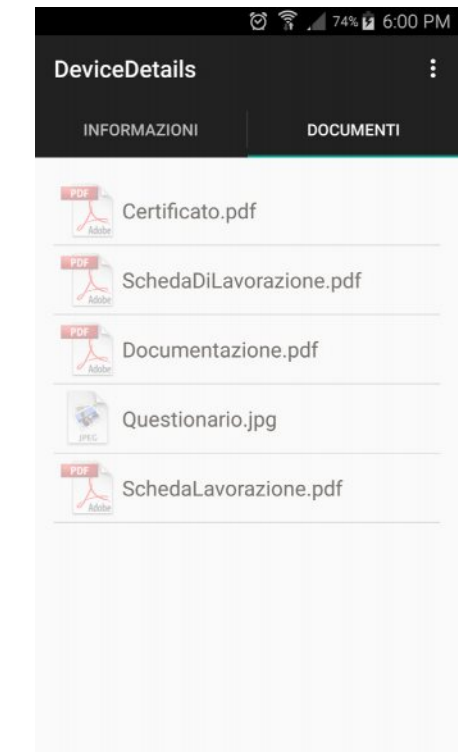 74% 6:00 PM
DeviceDetails
INFORMAZIONI DOCUMENTI
PDF Adobe Certificato.pdf
PDF Adobe SchedaDiLavorazione.pdf
PDF Adobe Documentazione.pdf
JPEG Questionario.jpg
PDF Adobe SchedaLavorazione.pdf